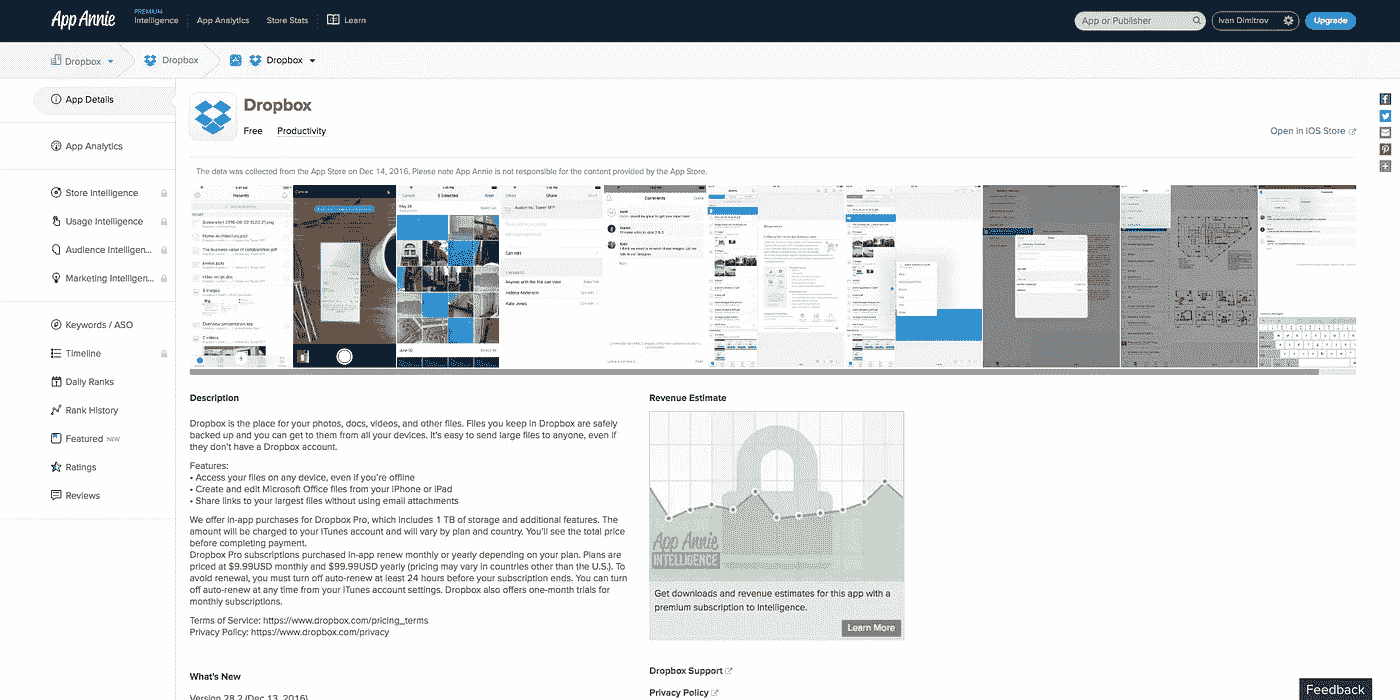 App Annie
PREMIUM
Intelligence
App Analytics
Store Stats
Learn
App or Publisher
Ivan Dimitrov
Upgrade
Dropbox
Dropbox
Dropbox
App Details
App Analytics
Store Intelligence
Usage Intelligence
Audience Intelligen...
Marketing Intelligen...
Keywords / ASO
Timeline
Daily Ranks
Rank History
Featured NEW
Ratings
Reviews
Dropbox
Free
Productivity
Open in IOS Store
The data was collected from the App Store on Dec 14, 2016. Please note App Annie is not responsible for the content provided by the App Store.
Description
Dropbox is the place for your photos, docs, videos, and other files. Files you keep in Dropbox are safely
backed up and you can get to them from all your devices. It's easy to send large files to anyone, even if
they don't have a Dropbox account.
Features:
• Access your files on any device, even if you're offline
• Create and edit Microsoft Office files from your iPhone or iPad
• Share links to your largest files without using email attachments
We offer in-app purchases for Dropbox Pro, which includes 1 TB of storage and additional features. The
amount will be charged to your iTunes account and will vary by plan and country. You'll see the total price
before completing payment.
Dropbox Pro subscriptions purchased in-app renew monthly or yearly depending on your plan. Plans are
priced at $9.99USD monthly and $99.99USD yearly (pricing may vary in countries other than the U.S.). To
avoid renewal, you must turn off auto-renew at least 24 hours before your subscription ends. You can turn
off auto-renew at any time from your iTunes account settings. Dropbox also offers one-month trials for
monthly subscriptions.
Terms of Service: https://www.dropbox.com/pricing_terms
Privacy Policy: https://www.dropbox.com/privacy
What's New
Version 28.2 (Dec 13, 2016)
Revenue Estimate
App Annie
INTELLIGENCE
Get downloads and revenue estimates for this app with a
premium subscription to Intelligence.
Learn More
Dropbox Support
Privacy Policy
Feedback